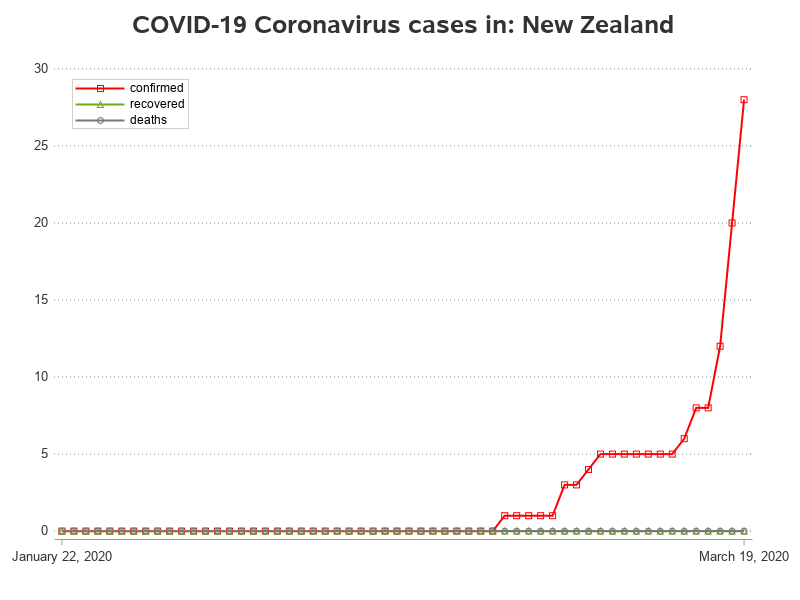 COVID-19 Coronavirus cases in: New Zealand
30
confirmed
recovered
deaths
25
20
15
10
5
0
January 22, 2020
March 19, 2020